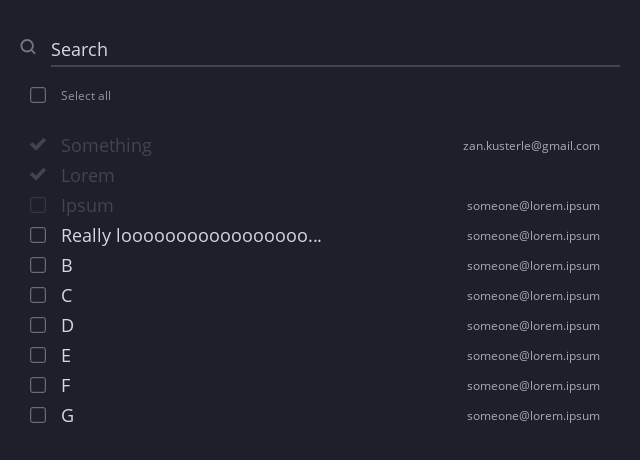 Search
Select all
Something zan.kusterle@gmail.com
Lorem
Ipsum someone@lorem.ipsum
Really looooooooooooooooo... someone@lorem.ipsum
B someone@lorem.ipsum
C someone@lorem.ipsum
D someone@lorem.ipsum
E someone@lorem.ipsum
F someone@lorem.ipsum
G someone@lorem.ipsum